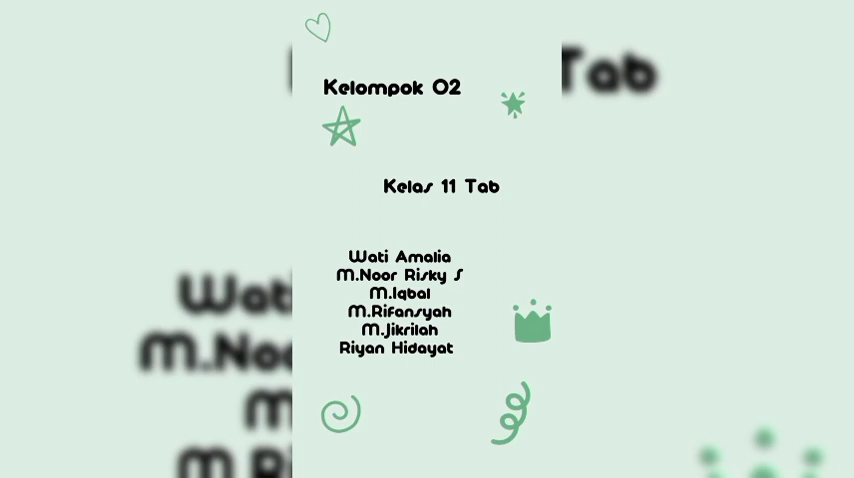 Kelompok 02
Kelas 11 Tab
Wati Amalia
M.Noor Risky S
M.Iqbal
M.Rifansyah
M.Jikrilah
Riyan Hidayat